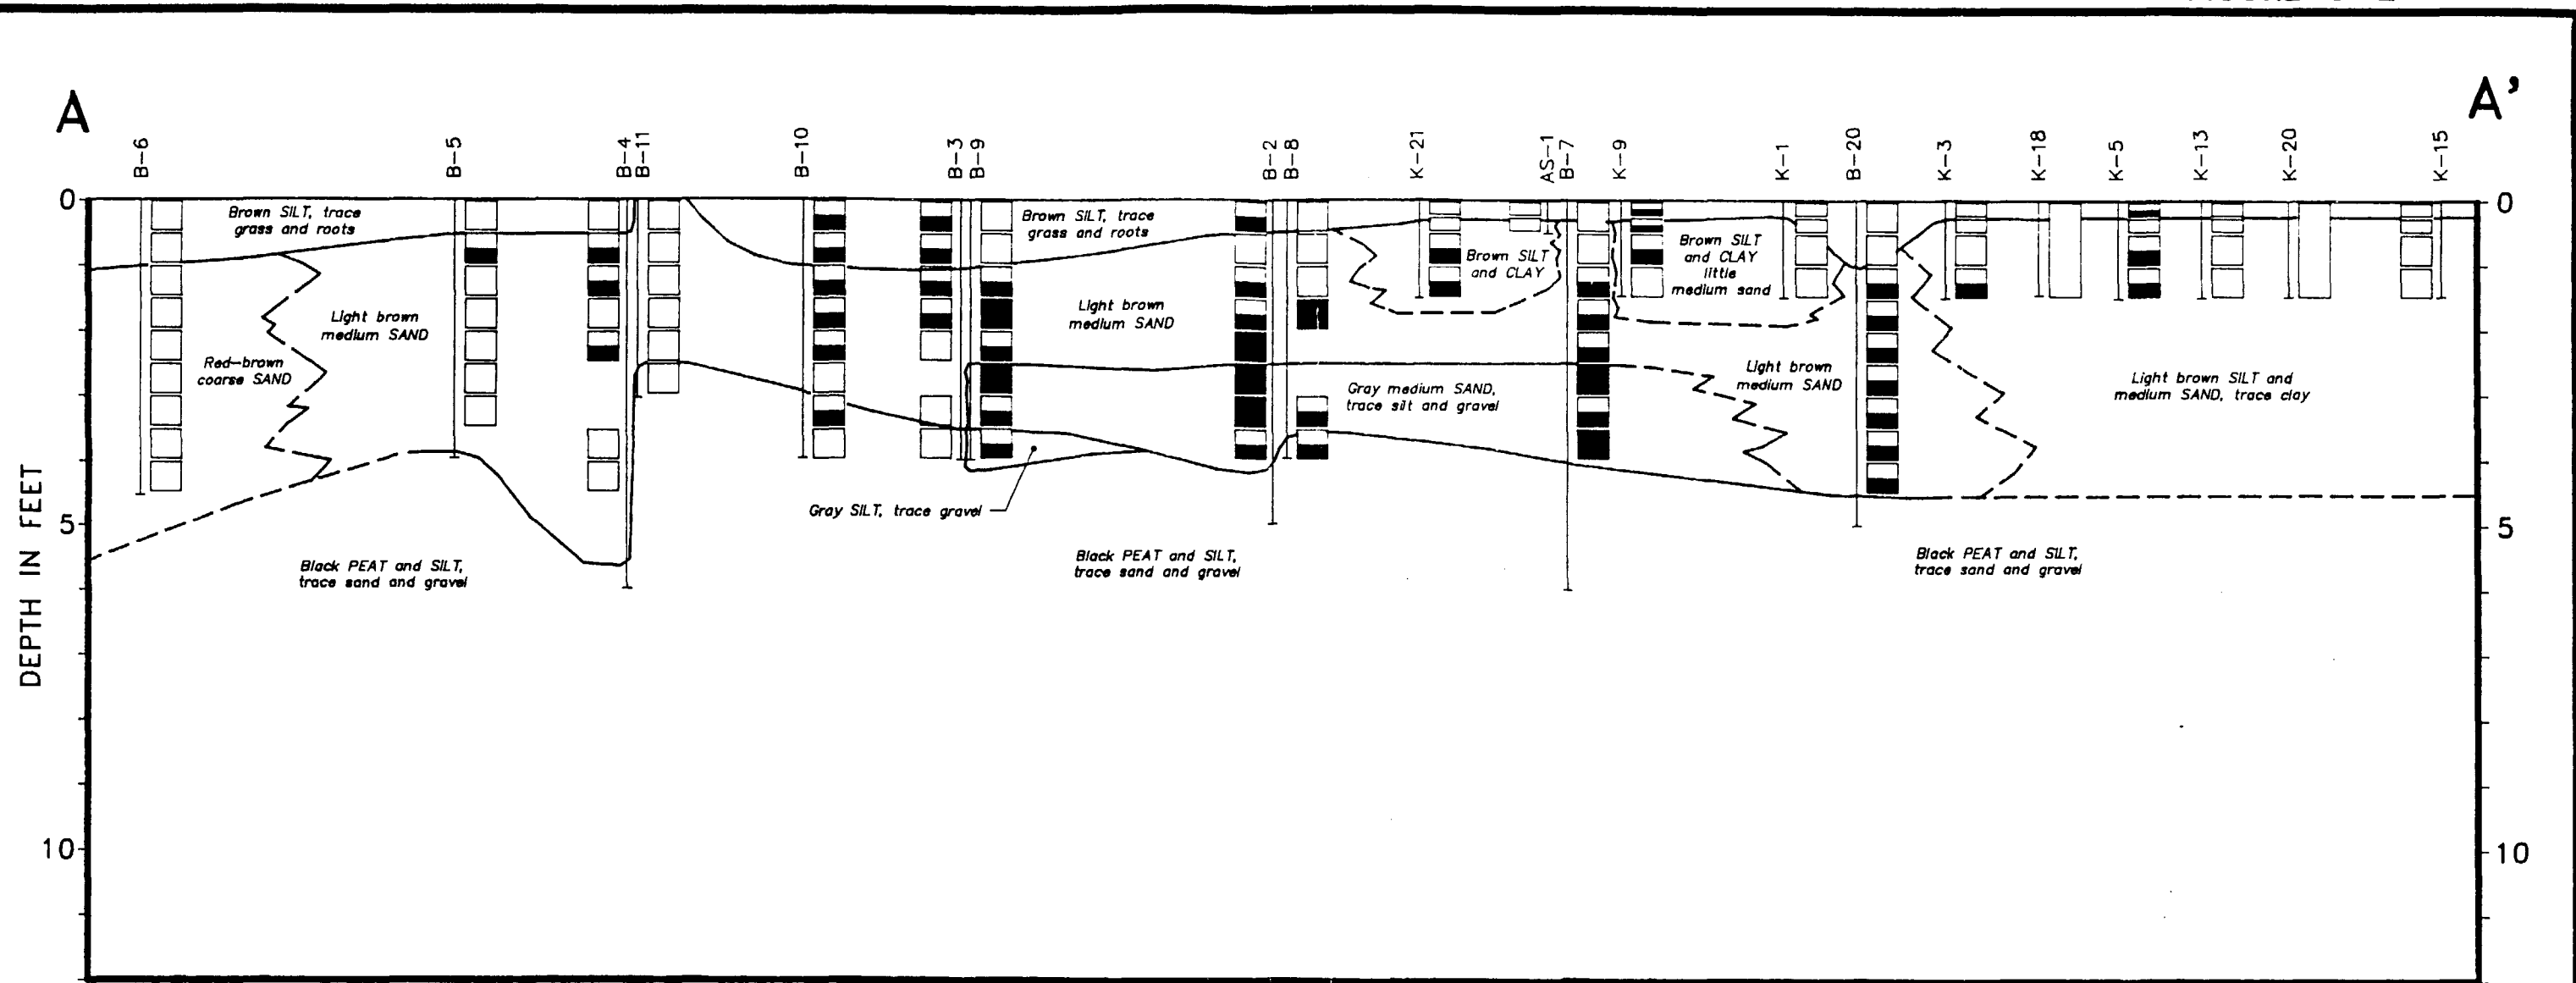 A
A'
B-6
B-5
B-4
B-11
B-10
B-3
B-9
B-2
B-8
K-21
AS-1
B-7
K-9
K-1
B-20
K-3
K-18
K-5
K-13
K-20
K-15
0
0
Brown SILT, trace
grass and roots
Brown SILT, trace
grass and roots
Brown SILT
and CLAY
Brown SILT
and CLAY
little
medium sand
Light brown
medium SAND
Light brown
medium SAND
Red-brown
coarse SAND
Gray medium SAND,
trace silt and gravel
Light brown
medium SAND
Light brown SILT and
medium SAND, trace clay
Gray SILT, trace gravel
5
5
DEPTH IN FEET
Black PEAT and SILT,
trace sand and gravel
Black PEAT and SILT,
trace sand and gravel
Black PEAT and SILT,
trace sand and gravel
10
10